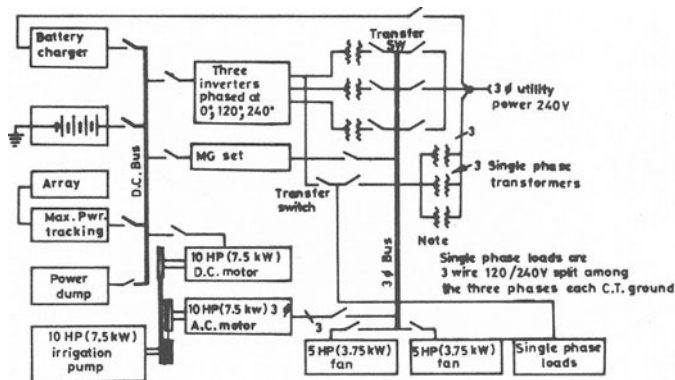 Battery
charger
Transfer
SW
Three
inverters
phased at
0°, 120°, 240°
3 ϕ utility
power 240V
3
D.C. Bus
MG set
Array
Transfer
switch
3 Single phase
transformers
Max. Pwr.
tracking
Note
Single phase loads are
3 wire 120/240V split among
the three phases each C.T. ground
3 ϕ Bus
10 HP (7.5 kW)
D.C. motor
Power
dump
10 HP (7.5 kw) 3 ϕ
A.C. motor
3
10 HP (7.5 kW)
irrigation
pump
5 HP (3.75 kW)
fan
5 HP (3.75 kW)
fan
Single phase
loads